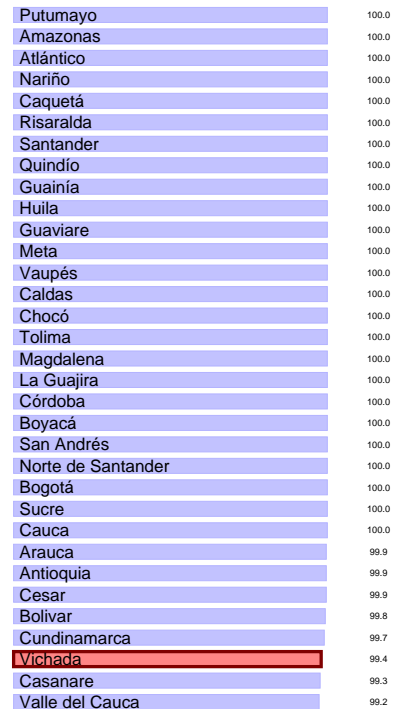 Putumayo 100.0
Amazonas 100.0
Atlántico 100.0
Nariño 100.0
Caquetá 100.0
Risaralda 100.0
Santander 100.0
Quindío 100.0
Guainía 100.0
Huila 100.0
Guaviare 100.0
Meta 100.0
Vaupés 100.0
Caldas 100.0
Chocó 100.0
Tolima 100.0
Magdalena 100.0
La Guajira 100.0
Córdoba 100.0
Boyacá 100.0
San Andrés 100.0
Norte de Santander 100.0
Bogotá 100.0
Sucre 100.0
Cauca 100.0
Arauca 99.9
Antioquia 99.9
Cesar 99.9
Bolivar 99.8
Cundinamarca 99.7
Vichada 99.4
Casanare 99.3
Valle del Cauca 99.2